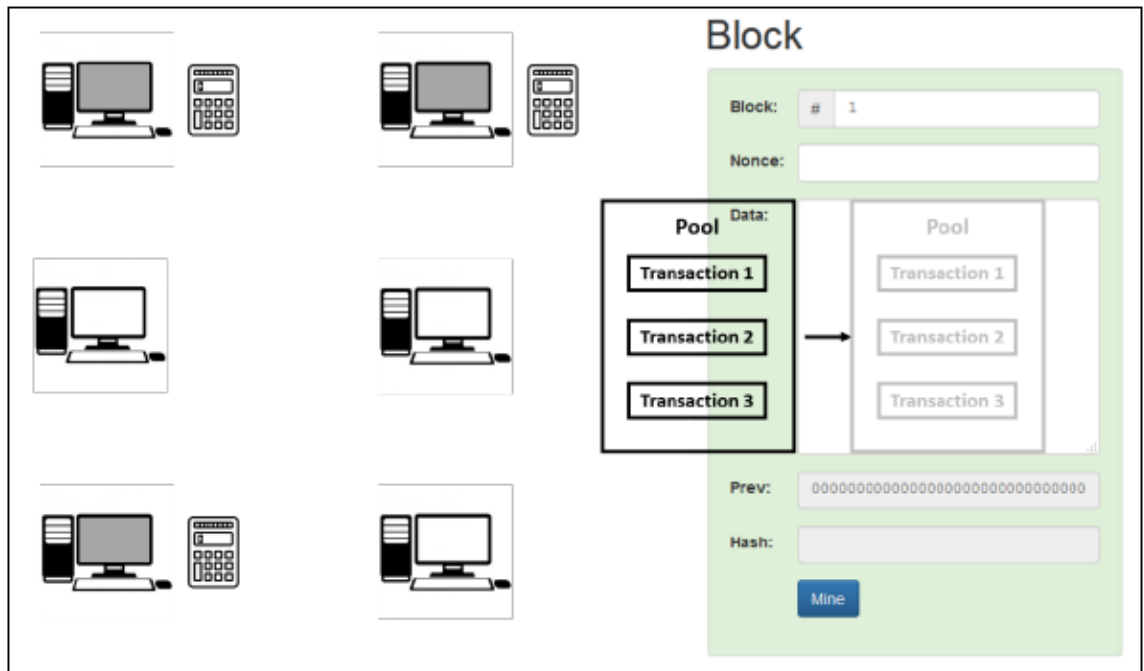 Block
Block: # 1
Nonce:
Data:
Pool
Transaction 1
Transaction 2
Transaction 3
Pool
Transaction 1
Transaction 2
Transaction 3
Prev: 00000000000000000000000000000000
Hash:
Mine